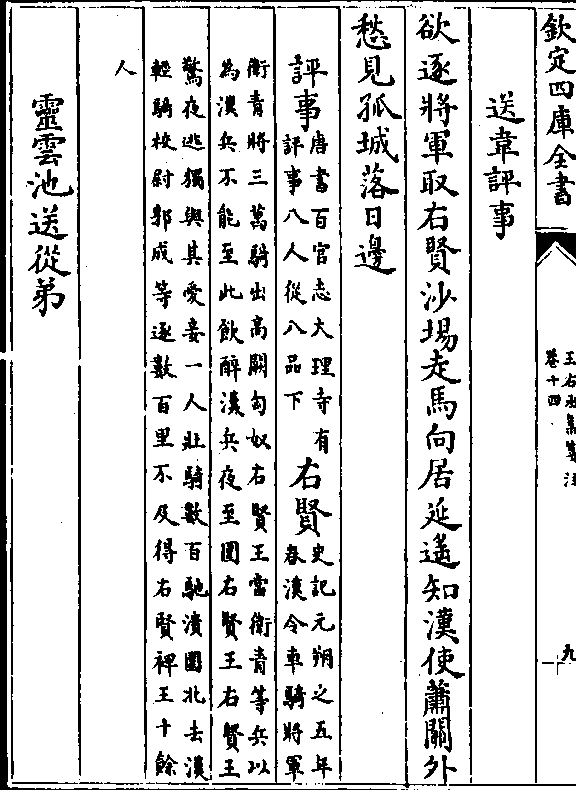 欽定四庫全書
王右丞集箋注
卷十四
九
送韋評事
欲逐將軍取右賢沙場走馬向居延遙知漢使蕭關外
愁見孤城落日邊
評事
唐書百官志大理寺有
評事八人從八品下
右賢
史記元朔之五年
春漢令車騎將軍
衛青將三萬騎出高闕匈奴右賢王當衛青等兵以
為漢兵不能至此飲醉漢兵夜至圍右賢王右賢王
驚夜逃獨與其愛妾一人壯騎數百馳潰圍北去漢
輕騎校尉郭成等逐數百里不及得右賢裨王十餘
人
靈雲池送從弟